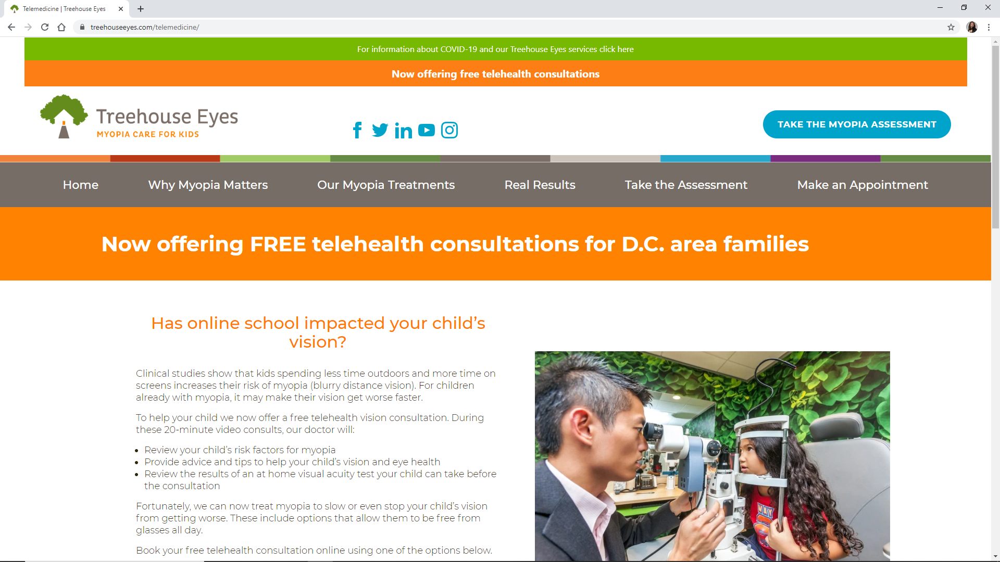 Telemedicine | Treehouse Eyes
treehouseeyes.com/telemedicine/
For information about COVID-19 and our Treehouse Eyes services click here
Now offering free telehealth consultations
Treehouse Eyes
MYOPIA CARE FOR KIDS
TAKE THE MYOPIA ASSESSMENT
Home Why Myopia Matters Our Myopia Treatments Real Results Take the Assessment Make an Appointment
Now offering FREE telehealth consultations for D.C. area families
Has online school impacted your child's
vision?
Clinical studies show that kids spending less time outdoors and more time on
screens increases their risk of myopia (blurry distance vision). For children
already with myopia, it may make their vision get worse faster.
To help your child we now offer a free telehealth vision consultation. During
these 20-minute video consults, our doctor will:
• Review your child's risk factors for myopia
• Provide advice and tips to help your child's vision and eye health
• Review the results of an at home visual acuity test your child can take before
the consultation
Fortunately, we can now treat myopia to slow or even stop your child's vision
from getting worse. These include options that allow them to be free from
glasses all day.
Book your free telehealth consultation online using one of the options below.